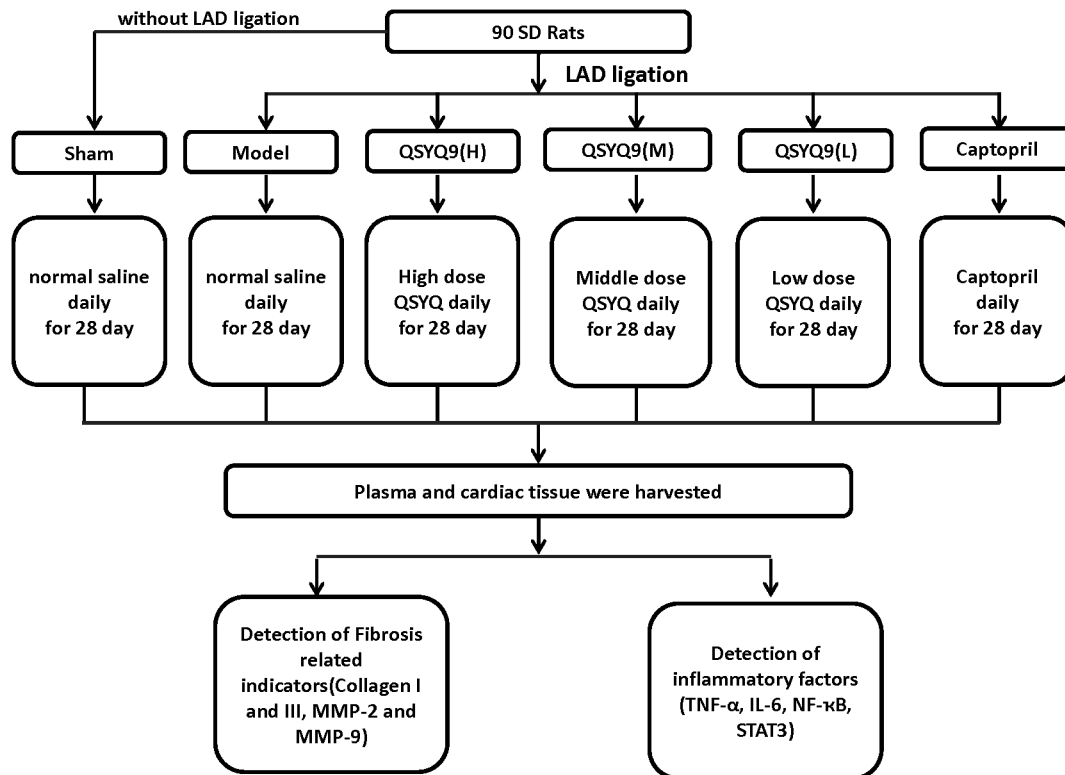 without LAD ligation
90 SD Rats
LAD ligation
Sham
Model
QSYQ9(H)
QSYQ9(M)
QSYQ9(L)
Captopril
normal saline
daily
for 28 day
normal saline
daily
for 28 day
High dose
QSYQ daily
for 28 day
Middle dose
QSYQ daily
for 28 day
Low dose
QSYQ daily
for 28 day
Captopril
daily
for 28 day
Plasma and cardiac tissue were harvested
Detection of Fibrosis
related
indicators(Collagen I
and III, MMP-2 and
MMP-9)
Detection of
inflammatory factors
(TNF-α, IL-6, NF-κB,
STAT3)